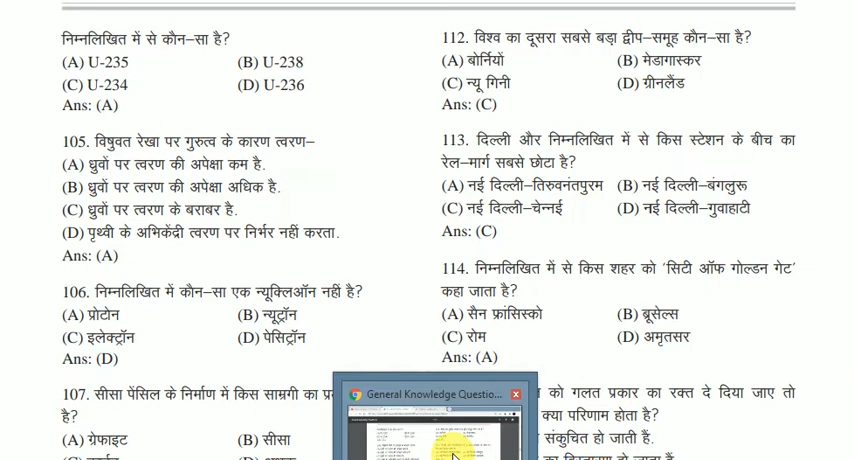 निम्नलिखित में से कौन–सा है?
(A) U-235 (B) U-238
(C) U-234 (D) U-236
Ans: (A)
105. विषुवत रेखा पर गुरुत्व के कारण त्वरण–
(A) ध्रुवों पर त्वरण की अपेक्षा कम है.
(B) ध्रुवों पर त्वरण की अपेक्षा अधिक है.
(C) ध्रुवों पर त्वरण के बराबर है.
(D) पृथ्वी के अभिकेंद्री त्वरण पर निर्भर नहीं करता.
Ans: (A)
106. निम्नलिखित में कौन–सा एक न्यूक्लिऑन नहीं है?
(A) प्रोटोन (B) न्यूट्रॉन
(C) इलेक्ट्रॉन (D) पेसिट्रॉन
Ans: (D)
107. सीसा पेंसिल के निर्माण में किस साम्रगी का
है?
(A) ग्रेफाइट (B) सीसा
112. विश्व का दूसरा सबसे बड़ा द्वीप–समूह कौन–सा है?
(A) बोर्नियों (B) मेडागास्कर
(C) न्यू गिनी (D) ग्रीनलैंड
Ans: (C)
113. दिल्ली और निम्नलिखित में से किस स्टेशन के बीच का
रेल–मार्ग सबसे छोटा है?
(A) नई दिल्ली–तिरुवनंतपुरम (B) नई दिल्ली–बंगलुरू
(C) नई दिल्ली–चेन्नई (D) नई दिल्ली–गुवाहाटी
Ans: (C)
114. निम्नलिखित में से किस शहर को 'सिटी ऑफ गोल्डन गेट'
कहा जाता है?
(A) सैन फ्रांसिस्को (B) ब्रूसेल्स
(C) रोम (D) अमृतसर
Ans: (A)
को गलत प्रकार का रक्त दे दिया जाए तो
क्या परिणाम होता है?
संकुचित हो जाती हैं.
General Knowledge Questio...